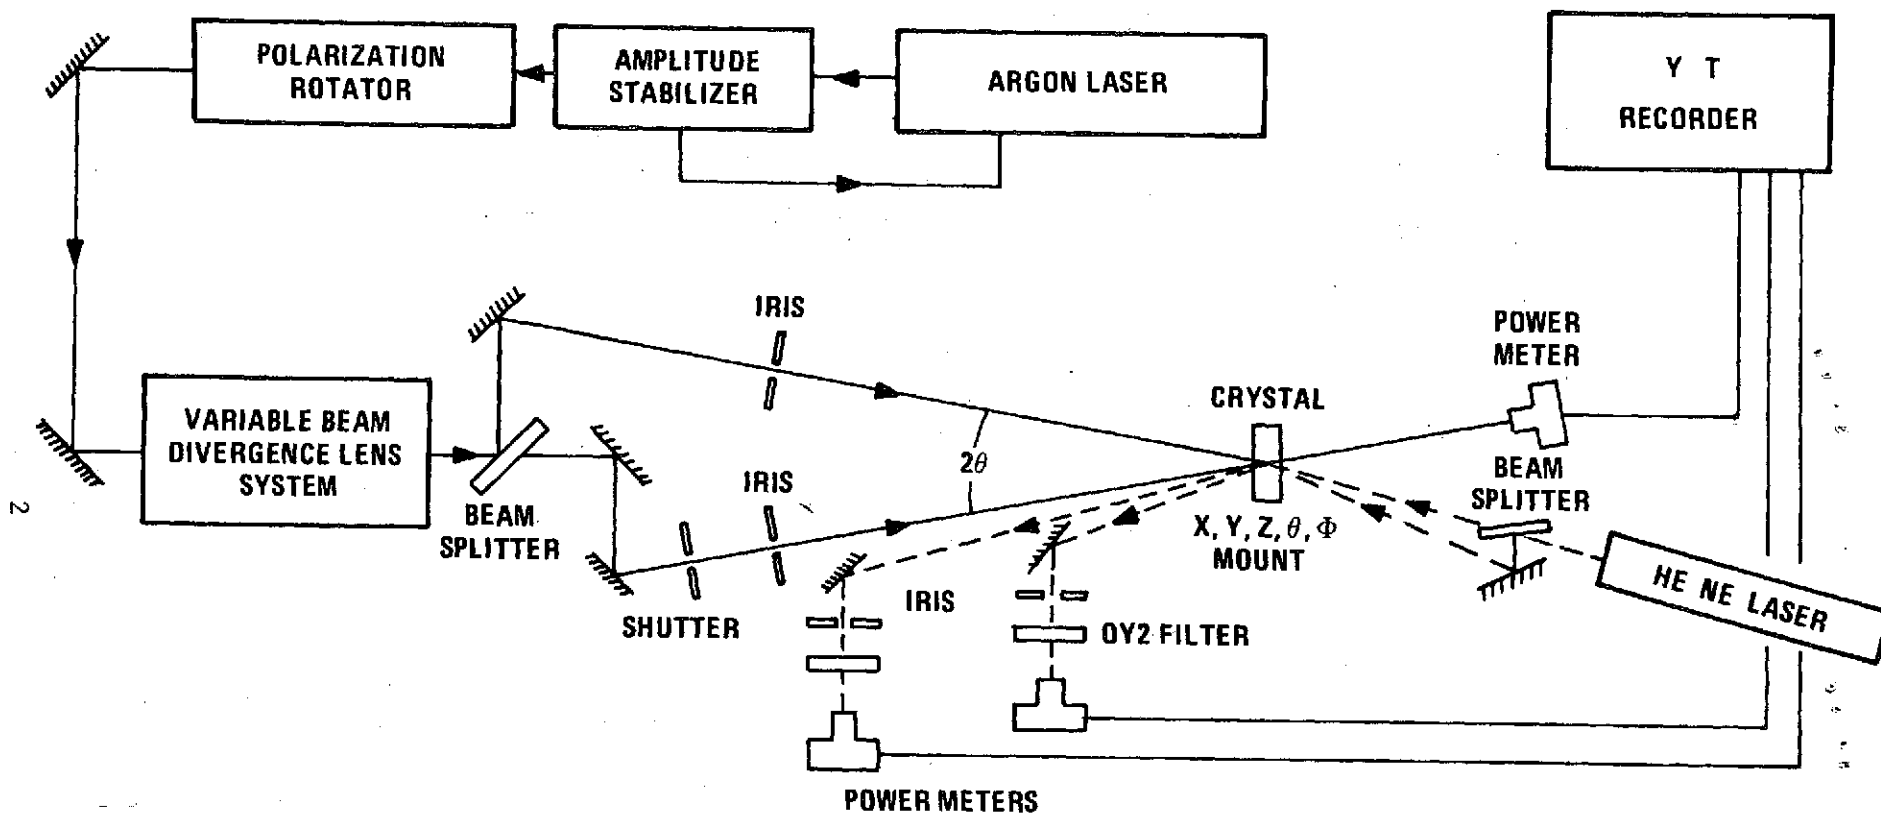 POLARIZATION
ROTATOR
AMPLITUDE
STABILIZER
ARGON LASER
Y T
RECORDER
IRIS
POWER
METER
CRYSTAL
VARIABLE BEAM
DIVERGENCE LENS
SYSTEM
2θ
IRIS
BEAM
SPLITTER
BEAM
SPLITTER
X, Y, Z, θ, Φ
MOUNT
2
SHUTTER
IRIS
OY2 FILTER
HE NE LASER
POWER METERS